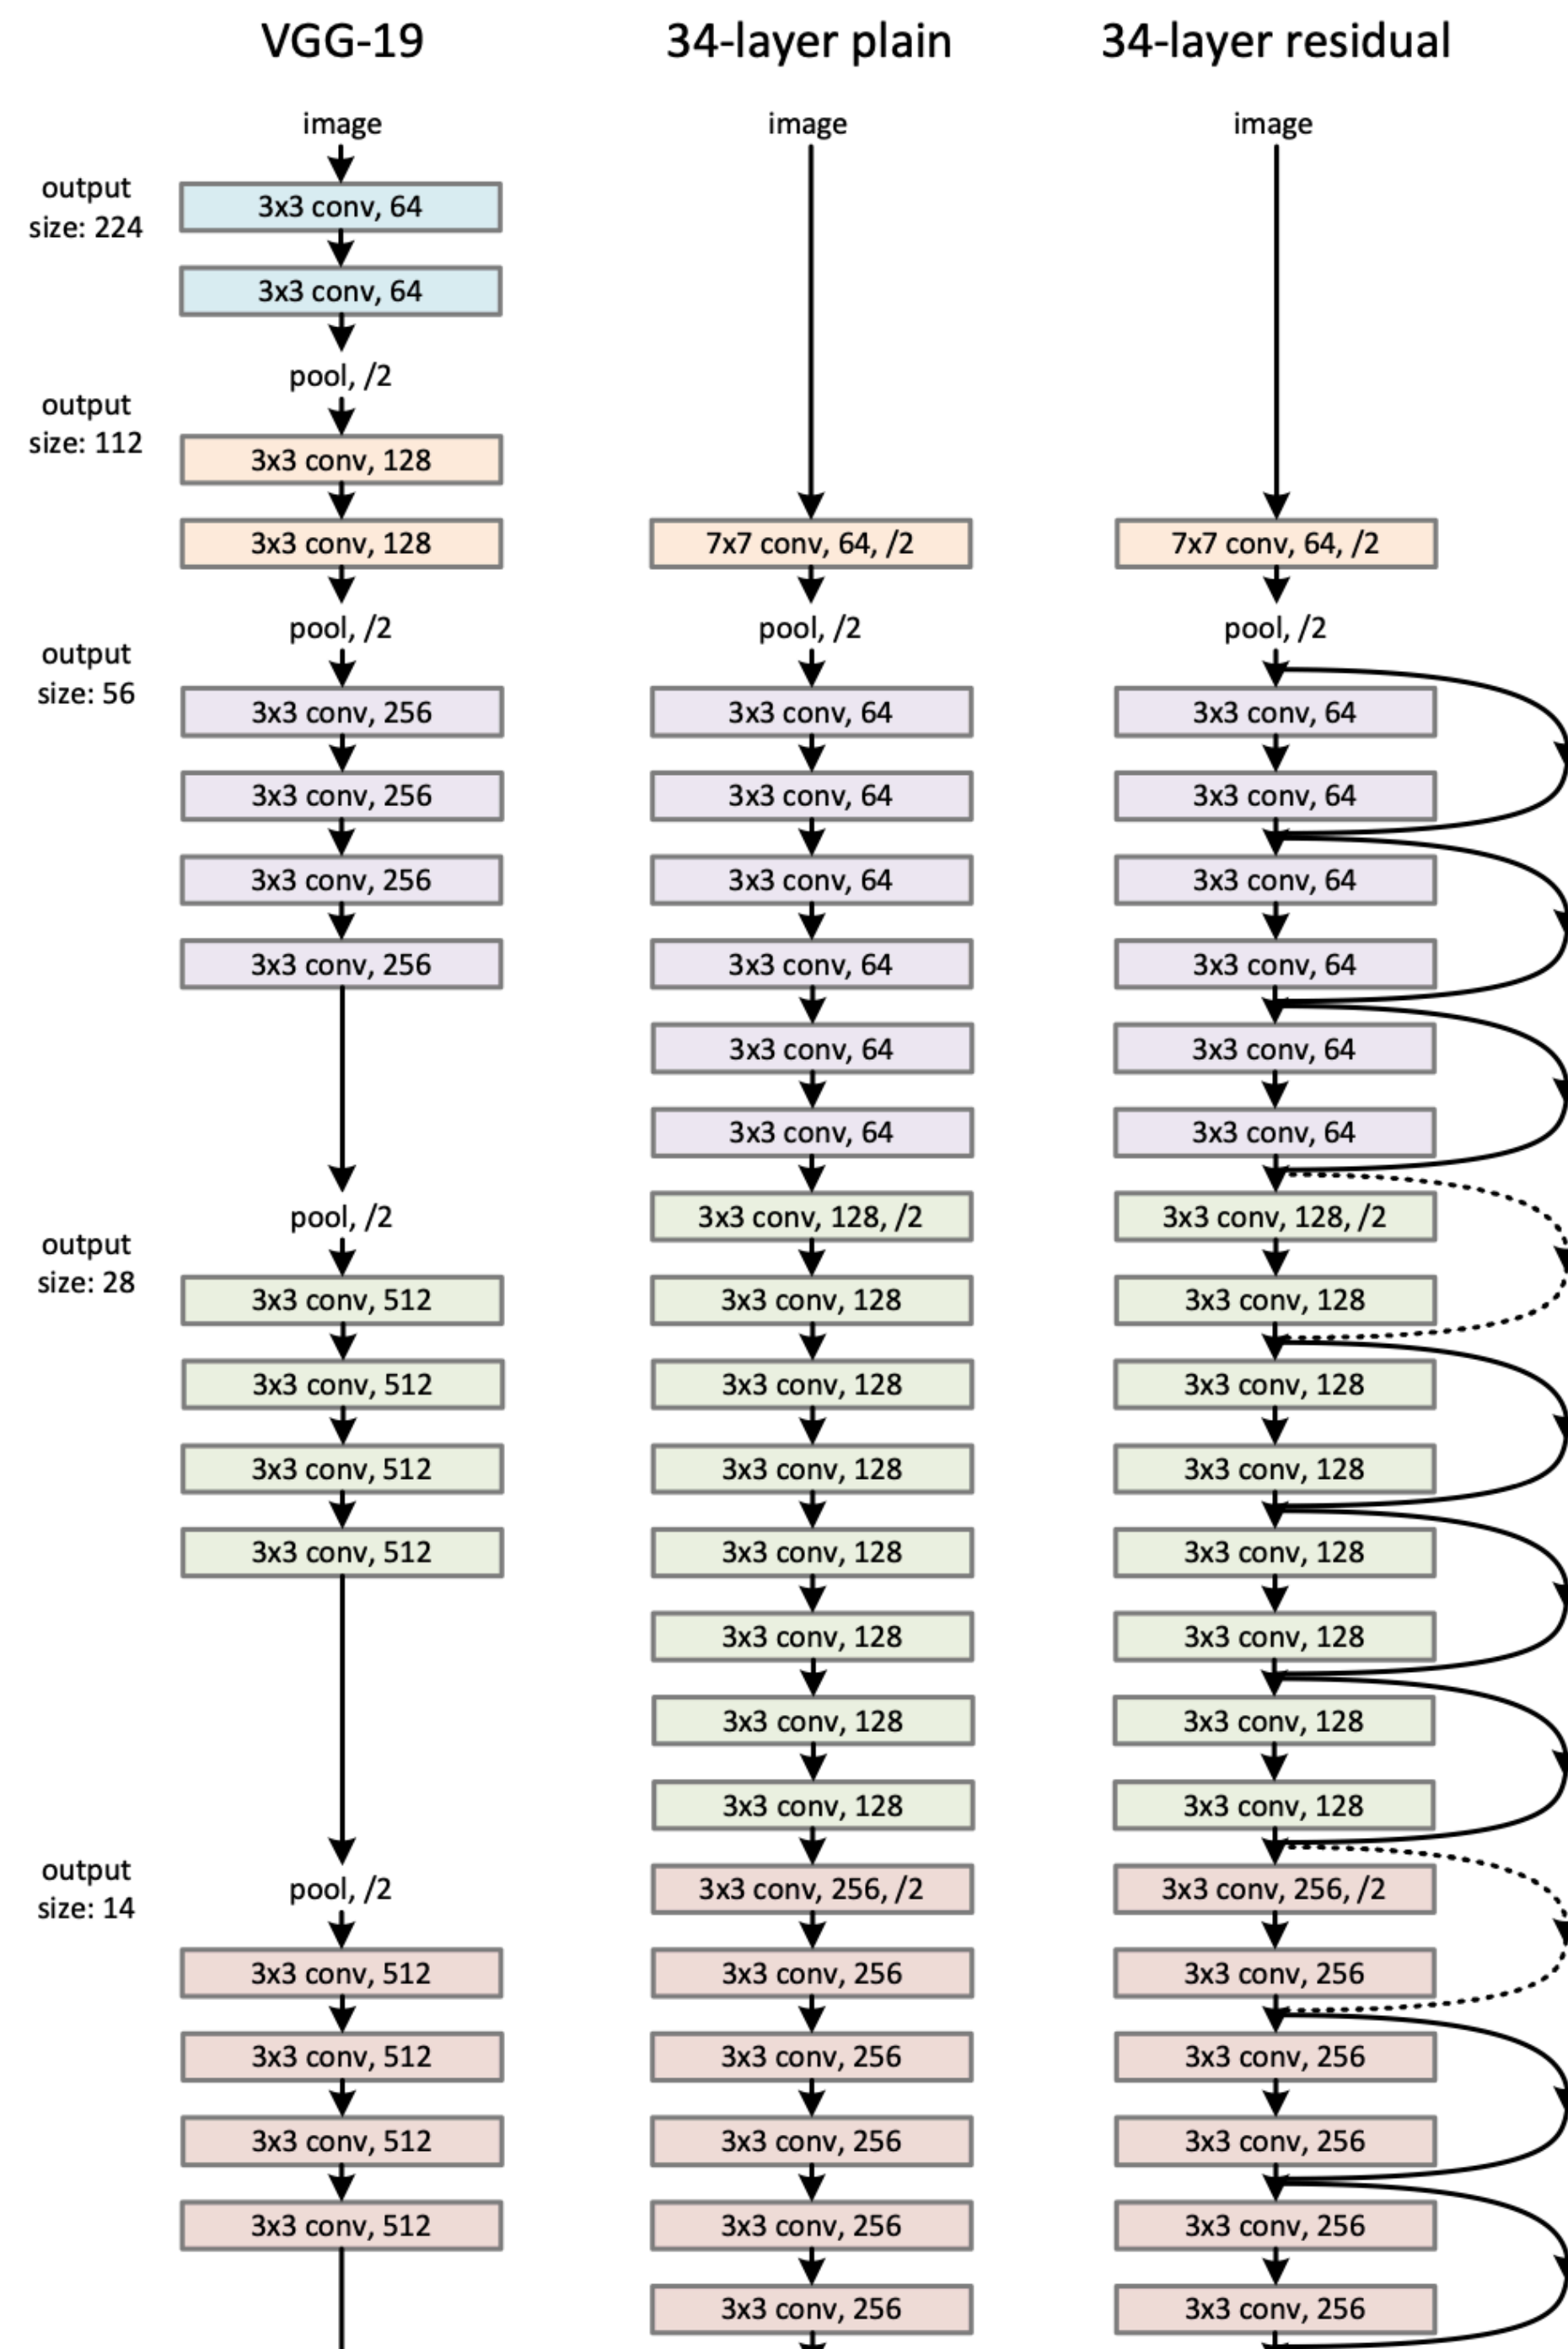 VGG-19
34-layer plain
34-layer residual
image
image
image
output
size: 224
3x3 conv, 64
3x3 conv, 64
pool, /2
output
size: 112
3x3 conv, 128
3x3 conv, 128
7x7 conv, 64, /2
7x7 conv, 64, /2
pool, /2
pool, /2
pool, /2
output
size: 56
3x3 conv, 256
3x3 conv, 64
3x3 conv, 64
3x3 conv, 256
3x3 conv, 64
3x3 conv, 64
3x3 conv, 256
3x3 conv, 64
3x3 conv, 64
3x3 conv, 256
3x3 conv, 64
3x3 conv, 64
3x3 conv, 64
3x3 conv, 64
3x3 conv, 64
3x3 conv, 64
pool, /2
3x3 conv, 128, /2
3x3 conv, 128, /2
output
size: 28
3x3 conv, 512
3x3 conv, 128
3x3 conv, 128
3x3 conv, 512
3x3 conv, 128
3x3 conv, 128
3x3 conv, 512
3x3 conv, 128
3x3 conv, 128
3x3 conv, 512
3x3 conv, 128
3x3 conv, 128
3x3 conv, 128
3x3 conv, 128
3x3 conv, 128
3x3 conv, 128
3x3 conv, 128
3x3 conv, 128
output
size: 14
pool, /2
3x3 conv, 256, /2
3x3 conv, 256, /2
3x3 conv, 512
3x3 conv, 256
3x3 conv, 256
3x3 conv, 512
3x3 conv, 256
3x3 conv, 256
3x3 conv, 512
3x3 conv, 256
3x3 conv, 256
3x3 conv, 512
3x3 conv, 256
3x3 conv, 256
3x3 conv, 256
3x3 conv, 256